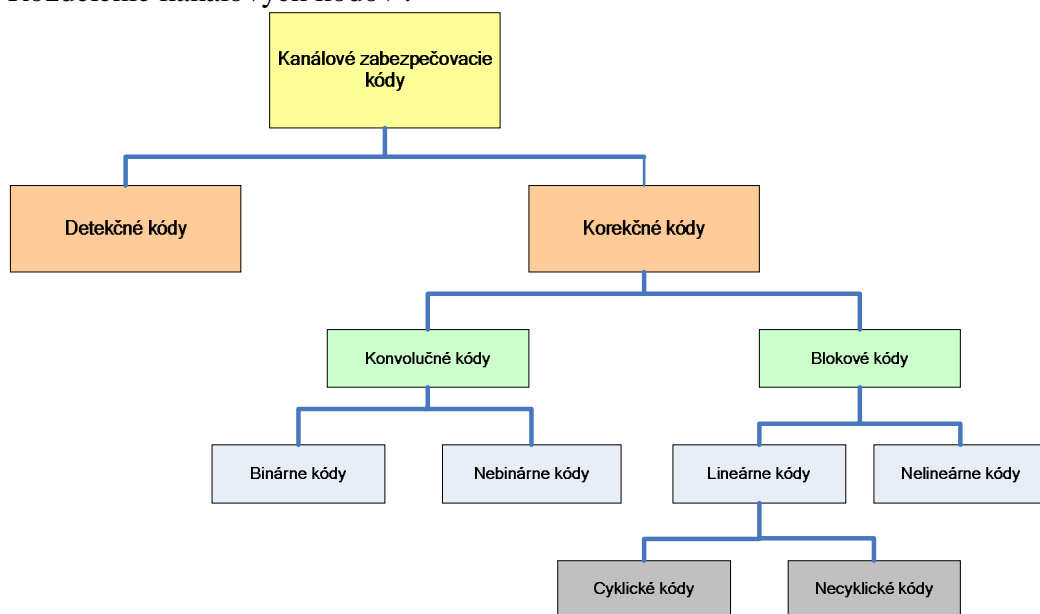 Kanálové zabezpečovacie
kódy
Detekčné kódy
Korekčné kódy
Konvolučné kódy
Blokové kódy
Binárne kódy
Nebinárne kódy
Lineárne kódy
Nelineárne kódy
Cyklické kódy
Necyklické kódy